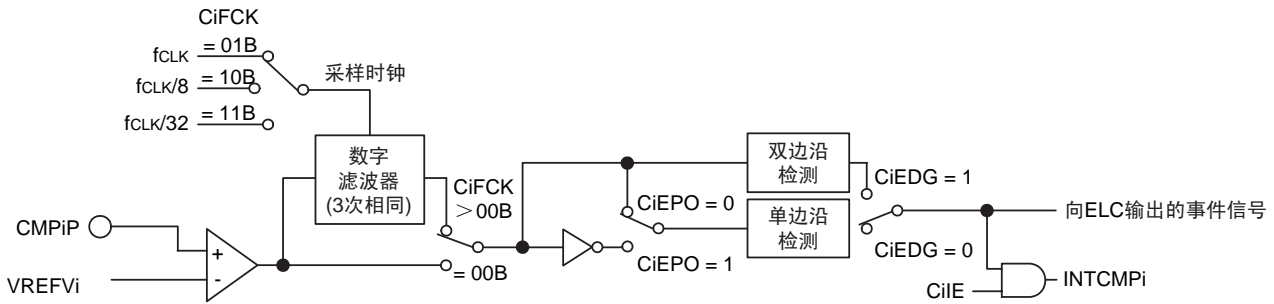 CiFCK
fCLK = 01B
fCLK/8 = 10B
fCLK/32 = 11B
采样时钟
数字
滤波器
(3次相同)
CiFCK
＞00B
= 00B
CMPiP
VREFVi
+
-
双边沿
检测
单边沿
检测
CiEPO = 0
CiEPO = 1
CiEDG = 1
CiEDG = 0
向ELC输出的事件信号
CiIE
INTCMPi